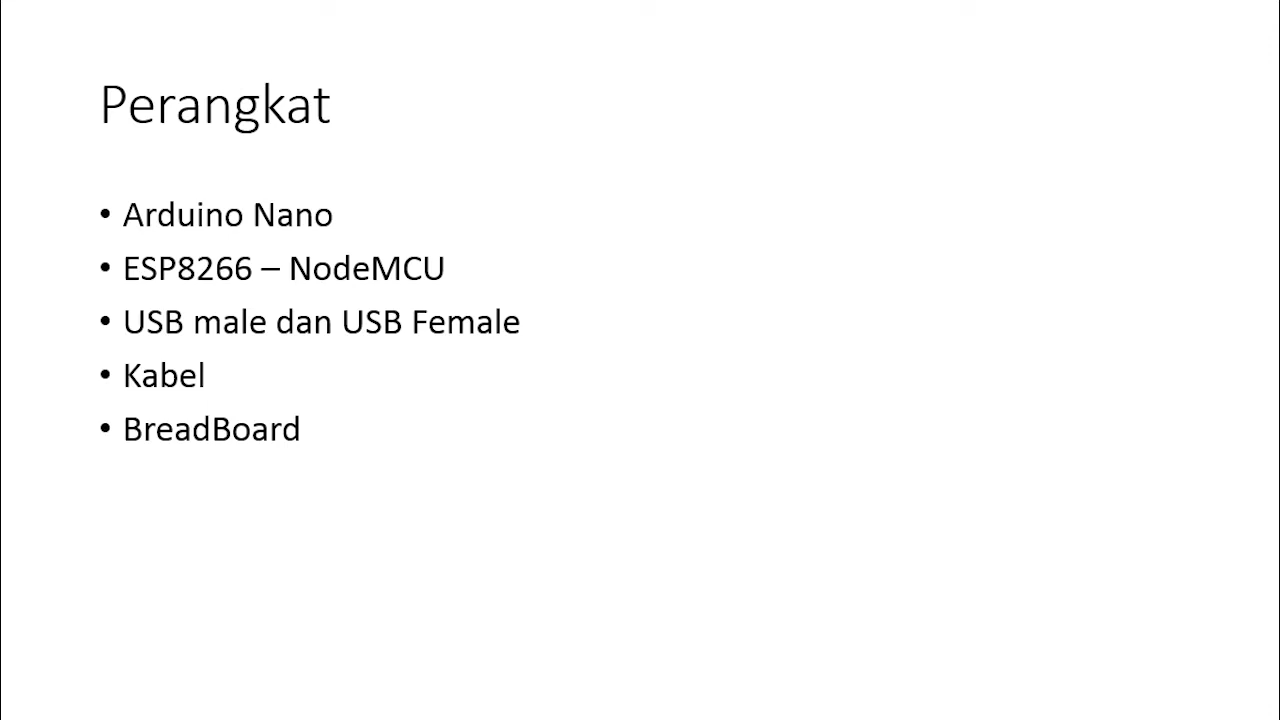 Perangkat
• Arduino Nano
• ESP8266 – NodeMCU
• USB male dan USB Female
• Kabel
• BreadBoard